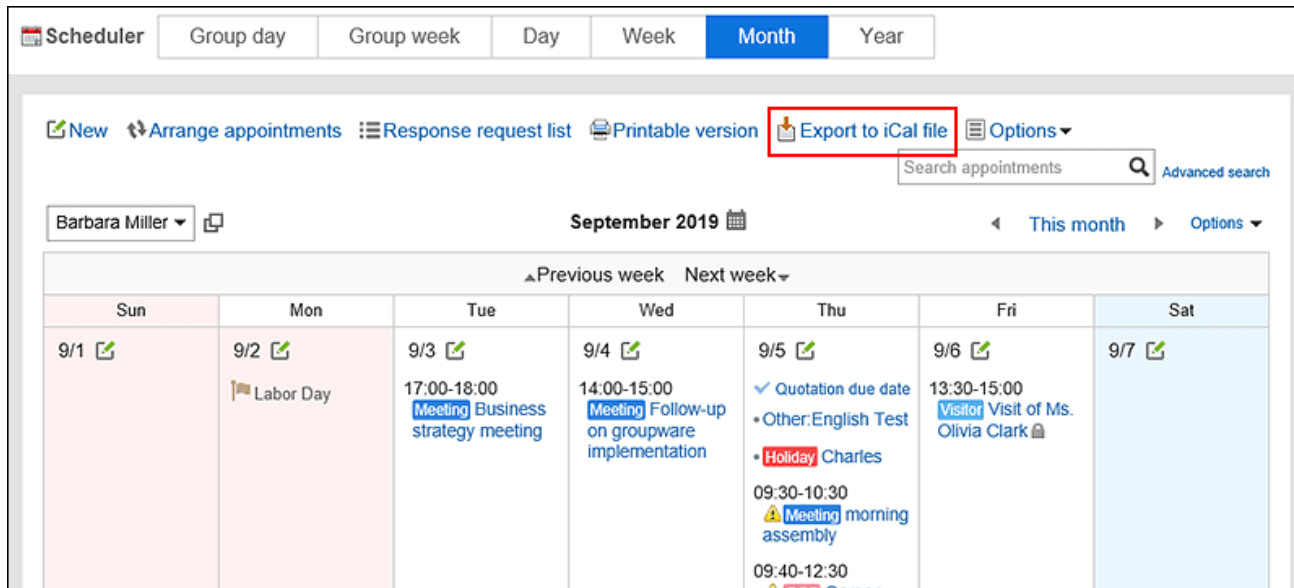 Scheduler Group day Group week Day Week Month Year
New Arrange appointments Response request list Printable version Export to iCal file Options
Search appointments Advanced search
Barbara Miller September 2019 This month Options
Previous week Next week
Sun Mon Tue Wed Thu Fri Sat
9/1 9/2 9/3 9/4 9/5 9/6 9/7
Labor Day
17:00-18:00
Meeting Business
strategy meeting
14:00-15:00
Meeting Follow-up
on groupware
implementation
Quotation due date
•Other:English Test
•Holiday Charles
09:30-10:30
Meeting morning
assembly
09:40-12:30
13:30-15:00
Visitor Visit of Ms.
Olivia Clark